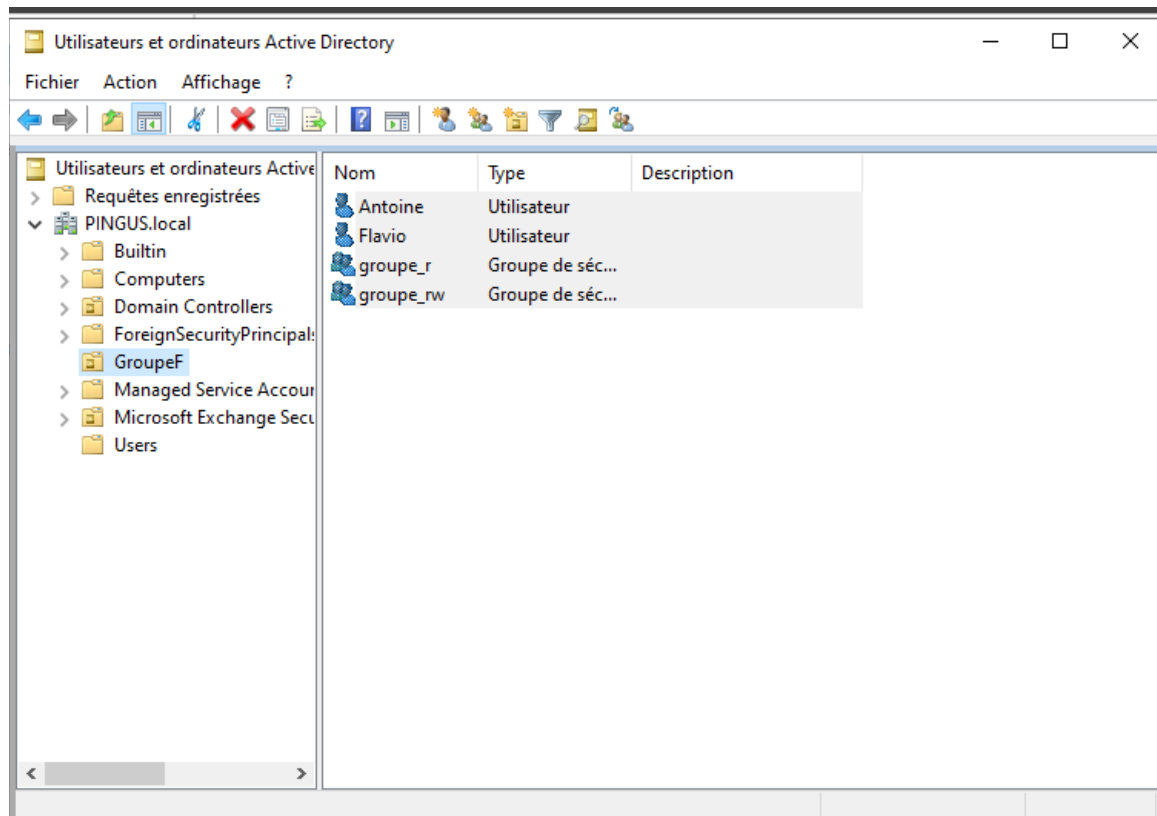 Utilisateurs et ordinateurs Active Directory
Fichier Action Affichage ?
Utilisateurs et ordinateurs Active
Requêtes enregistrées
PINGUS.local
Builtin
Computers
Domain Controllers
ForeignSecurityPrincipal
GroupeF
Managed Service Accour
Microsoft Exchange Secu
Users
Nom Type Description
Antoine Utilisateur
Flavio Utilisateur
groupe_r Groupe de séc...
groupe_rw Groupe de séc...